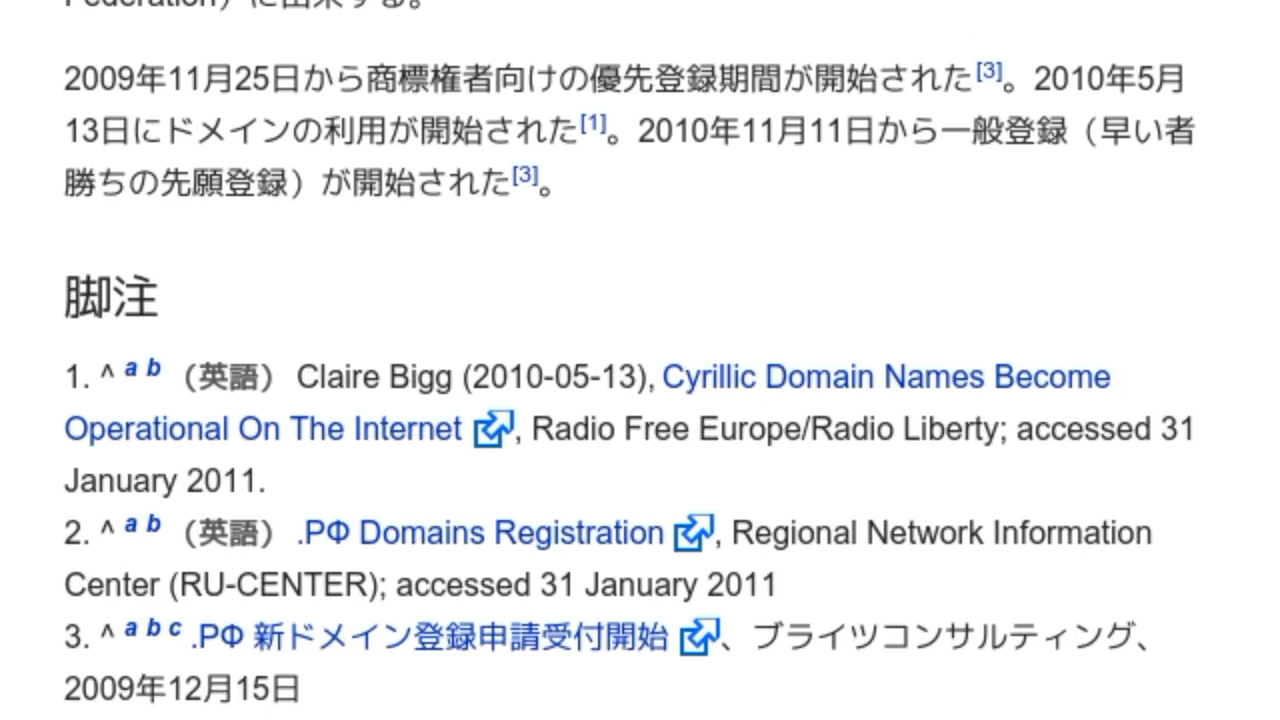 Federation）に由来する。
2009年11月25日から商標権者向けの優先登録期間が開始された[3]。2010年5月
13日にドメインの利用が開始された[1]。2010年11月11日から一般登録（早い者
勝ちの先願登録）が開始された[3]。
脚注
1. ^ a b （英語） Claire Bigg (2010-05-13), Cyrillic Domain Names Become
Operational On The Internet , Radio Free Europe/Radio Liberty; accessed 31
January 2011.
2. ^ a b （英語） .РФ Domains Registration , Regional Network Information
Center (RU-CENTER); accessed 31 January 2011
3. ^ a b c .РФ 新ドメイン登録申請受付開始 、ブライツコンサルティング、
2009年12月15日